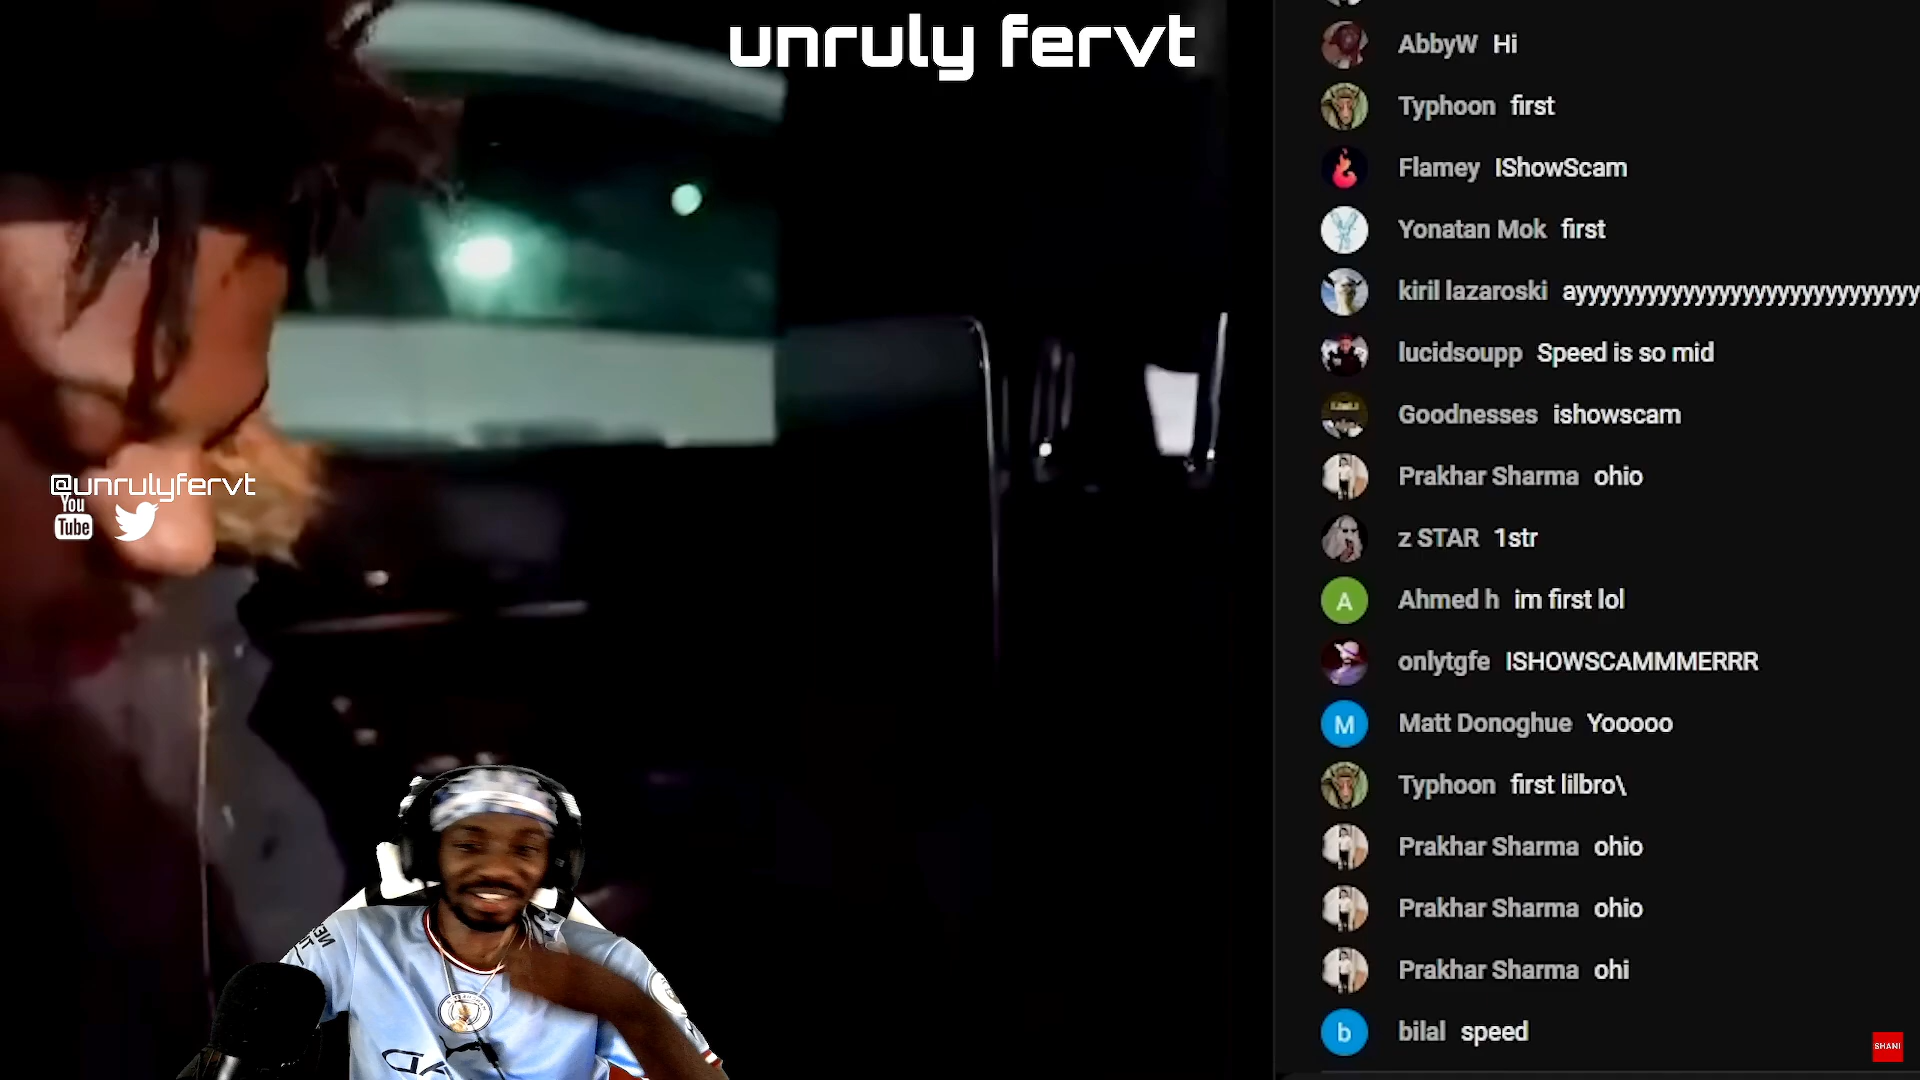 unruly fervt
@unrulyfervt
You
Tube
AbbyW Hi
Typhoon first
Flamey IShowScam
Yonatan Mok first
kiril lazaroski ayyyyyyyyyyyyyyyyyyyyyyyyyyyy
lucidsoupp Speed is so mid
Goodnesses ishowscam
Prakhar Sharma ohio
z STAR 1str
A Ahmed h im first lol
onlytgfe ISHOWSCAMMMERRR
M Matt Donoghue Yooooo
Typhoon first lilbro\
Prakhar Sharma ohio
Prakhar Sharma ohio
Prakhar Sharma ohi
b bilal speed
SHANI